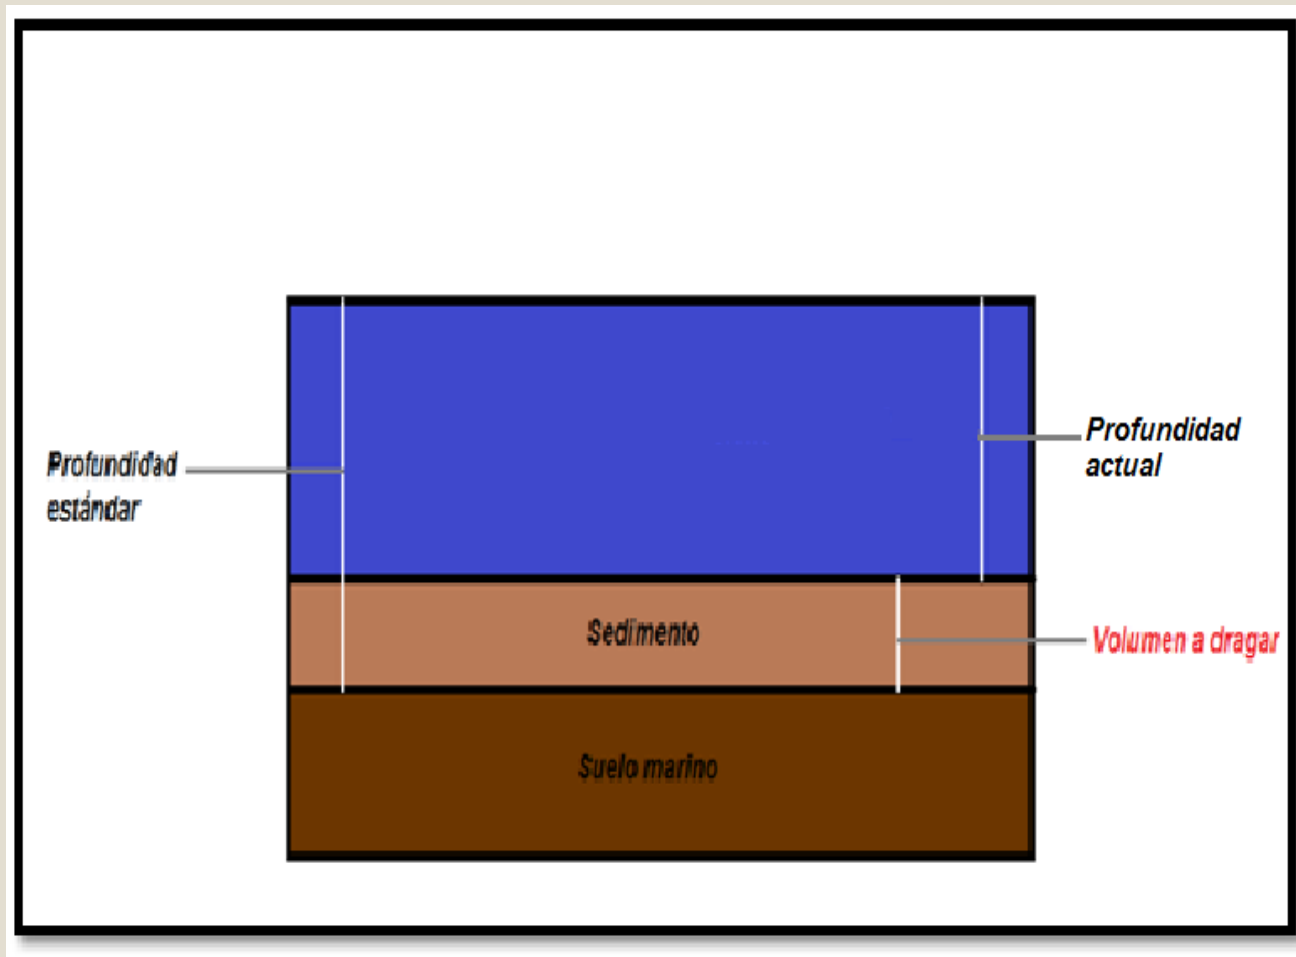 Profundidad
estándar
Profundidad
actual
Sedimento
Volumen a dragar
Suelo marino